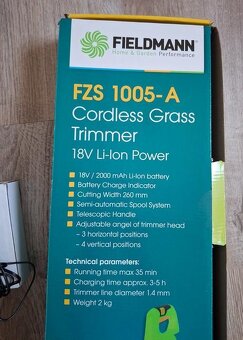 FIELDMANN®
Home & Garden Performance
FZS 1005-A
Cordless Grass
Trimmer
18V Li-Ion Power
■ 18V / 2000 mAh Li-Ion battery
■ Battery Charge Indicator
■ Cutting Width 260 mm
■ Semi-automatic Spool System
■ Telescopic Handle
■ Adjustable angel of trimmer head
– 3 horizontal positions
– 4 vertical positions
Technical parameters:
■ Running time max 35 min
■ Charging time approx. 3-5 h
■ Trimmer line diameter 1.4 mm
■ Weight 2 kg